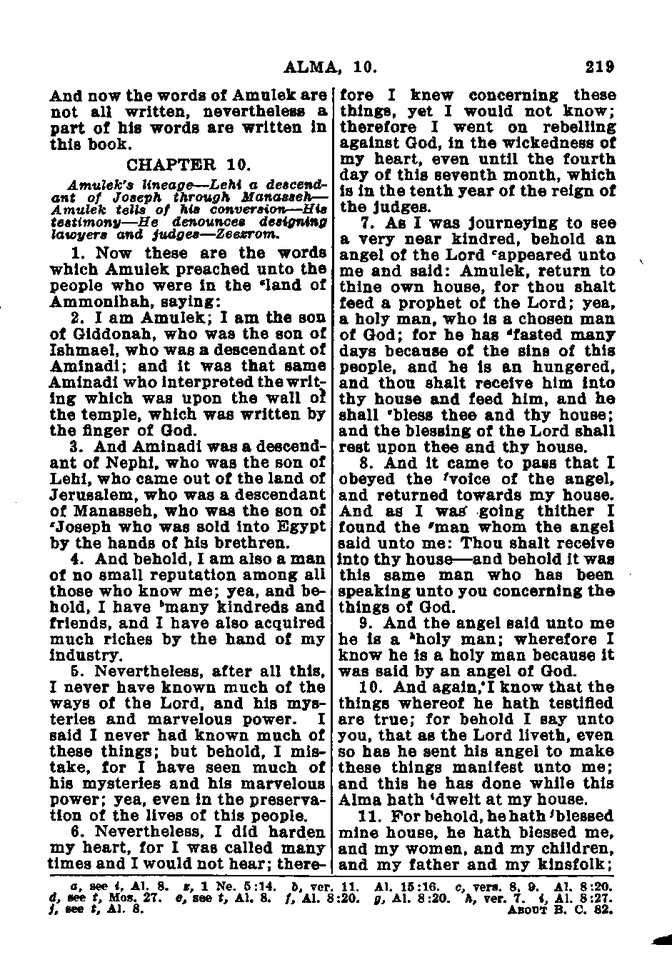 ALMA, 10. 219
And now the words of Amulek are
not all written, nevertheless a
part of his words are written in
this book.
CHAPTER 10.
Amulek's lineage—Lehi a descend-
ant of Joseph through Manasseh—
Amulek tells of his conversion—His
testimony—He denounces designing
lawyers and judges—Zeezrom.
1. Now these are the words
which Amulek preached unto the
people who were in the ᵃland of
Ammonihah, saying:
2. I am Amulek; I am the son
of Giddonah, who was the son of
Ishmael, who was a descendant of
Aminadi; and it was that same
Aminadi who interpreted the writ-
ing which was upon the wall of
the temple, which was written by
the finger of God.
3. And Aminadi was a descend-
ant of Nephi, who was the son of
Lehi, who came out of the land of
Jerusalem, who was a descendant
of Manasseh, who was the son of
ᶻJoseph who was sold into Egypt
by the hands of his brethren.
4. And behold, I am also a man
of no small reputation among all
those who know me; yea, and be-
hold, I have ᵇmany kindreds and
friends, and I have also acquired
much riches by the hand of my
industry.
5. Nevertheless, after all this,
I never have known much of the
ways of the Lord, and his mys-
teries and marvelous power. I
said I never had known much of
these things; but behold, I mis-
take, for I have seen much of
his mysteries and his marvelous
power; yea, even in the preserva-
tion of the lives of this people.
6. Nevertheless, I did harden
my heart, for I was called many
times and I would not hear; there-
fore I knew concerning these
things, yet I would not know;
therefore I went on rebelling
against God, in the wickedness of
my heart, even until the fourth
day of this seventh month, which
is in the tenth year of the reign of
the judges.
7. As I was journeying to see
a very near kindred, behold an
angel of the Lord ᶜappeared unto
me and said: Amulek, return to
thine own house, for thou shalt
feed a prophet of the Lord; yea,
a holy man, who is a chosen man
of God; for he has ᵈfasted many
days because of the sins of this
people, and he is an hungered,
and thou shalt receive him into
thy house and feed him, and he
shall ᵉbless thee and thy house;
and the blessing of the Lord shall
rest upon thee and thy house.
8. And it came to pass that I
obeyed the ᶠvoice of the angel,
and returned towards my house.
And as I was going thither I
found the ᵍman whom the angel
said unto me: Thou shalt receive
into thy house—and behold it was
this same man who has been
speaking unto you concerning the
things of God.
9. And the angel said unto me
he is a ʰholy man; wherefore I
know he is a holy man because it
was said by an angel of God.
10. And again, I know that the
things whereof he hath testified
are true; for behold I say unto
you, that as the Lord liveth, even
so has he sent his angel to make
these things manifest unto me;
and this he has done while this
Alma hath ⁱdwelt at my house.
11. For behold, he hath ʲblessed
mine house, he hath blessed me,
and my women, and my children,
and my father and my kinsfolk;
a, see i, Al. 8. z, 1 Ne. 5:14. b, ver. 11. Al. 15:16. c, vers. 8, 9. Al. 8:20.
d, see t, Mos. 27. e, see t, Al. 8. f, Al. 8:20. g, Al. 8:20. h, ver. 7. i, Al. 8:27.
j, see t, Al. 8. ABOUT B. C. 82.